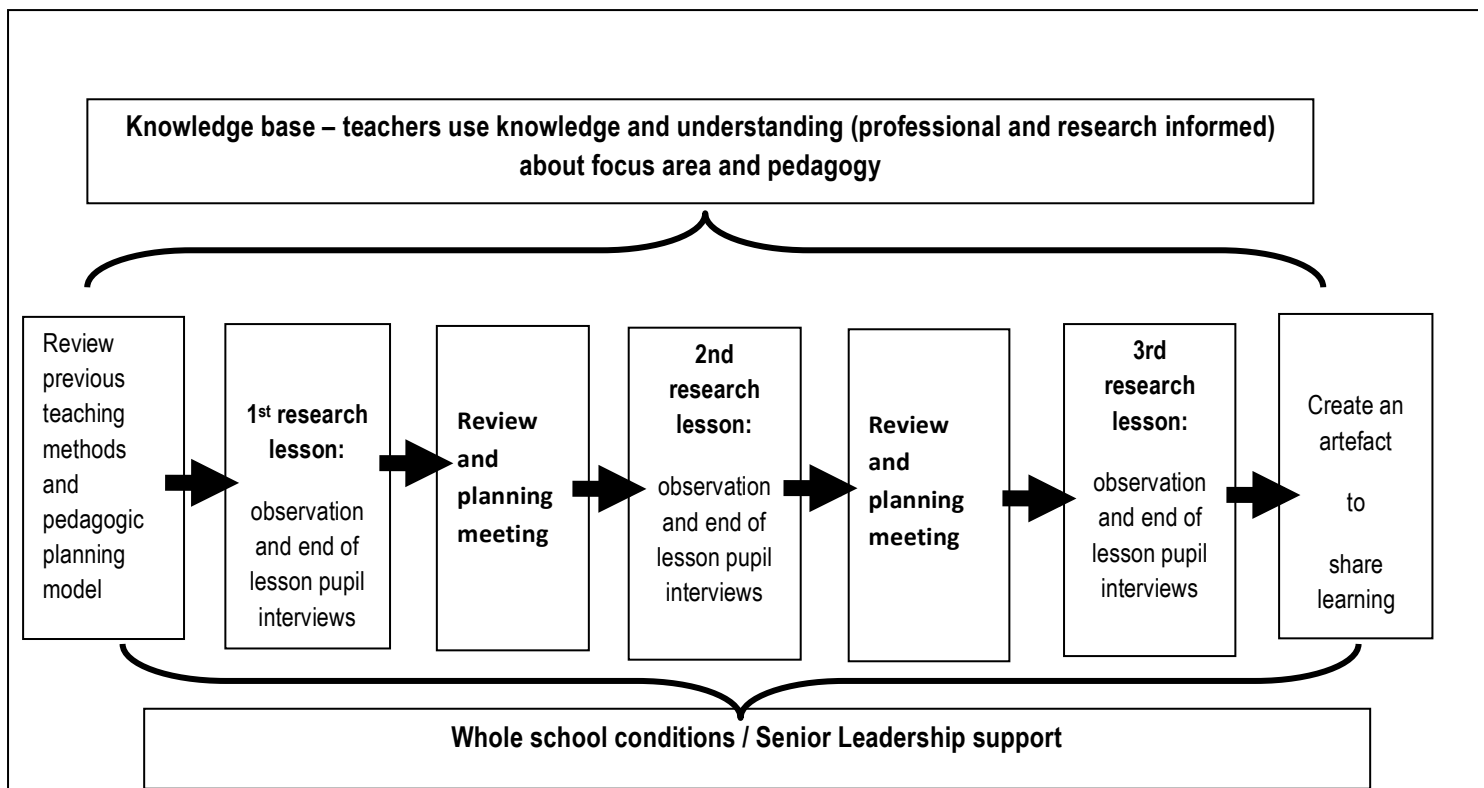 Knowledge base – teachers use knowledge and understanding (professional and research informed)
about focus area and pedagogy
Review
previous
teaching
methods
and
pedagogic
planning
model
1st research
lesson:
observation
and end of
lesson pupil
interviews
Review
and
planning
meeting
2nd
research
lesson:
observation
and end of
lesson pupil
interviews
Review
and
planning
meeting
3rd
research
lesson:
observation
and end of
lesson pupil
interviews
Create an
artefact
to
share
learning
Whole school conditions / Senior Leadership support